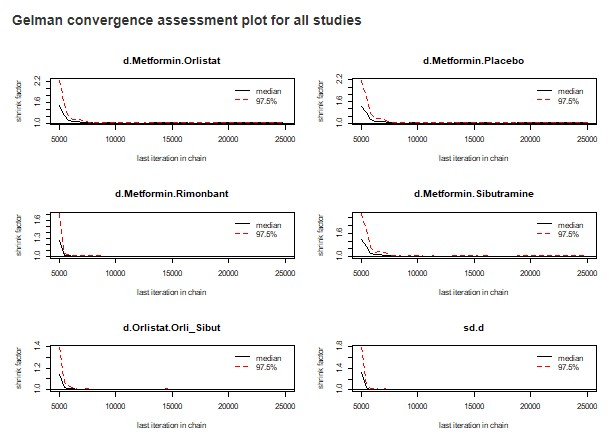 Gelman convergence assessment plot for all studies
d.Metformin.Orlistat
shrink factor
1.0 1.6 2.2
median
97.5%
5000 10000 15000 20000 25000
last iteration in chain
d.Metformin.Placebo
shrink factor
1.0 1.6 2.2
median
97.5%
5000 10000 15000 20000 25000
last iteration in chain
d.Metformin.Rimonbant
shrink factor
1.0 1.3 1.6
median
97.5%
5000 10000 15000 20000 25000
last iteration in chain
d.Metformin.Sibutramine
shrink factor
1.0 1.6
median
97.5%
5000 10000 15000 20000 25000
last iteration in chain
d.Orlistat.Orli_Sibut
shrink factor
1.0 1.2 1.4
median
97.5%
5000 10000 15000 20000 25000
last iteration in chain
sd.d
shrink factor
1.0 1.4 1.8
median
97.5%
5000 10000 15000 20000 25000
last iteration in chain